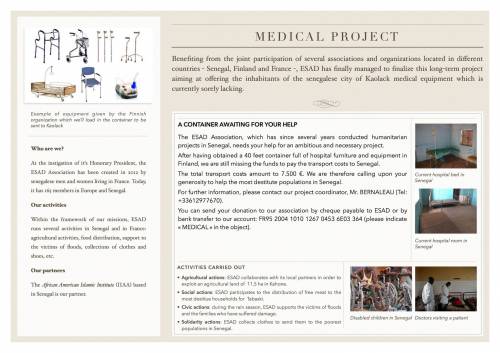 MEDICAL PROJECT
Benefiting from the joint participation of several associations and organizations located in different
countries - Senegal, Finland and France -, ESAD has finally managed to finalize this long-term project
aiming at offering the inhabitants of the senegalese city of Kaolack medical equipment which is
currently sorely lacking.
Example of equipment given by the Finnish
organization which we'll load in the container to be
sent to Kaolack
Who are we?
At the instigation of it's Honorary President, the
ESAD Association has been created in 2012 by
senegalese men and women living in France. Today
it has 165 members in Europe and Senegal.
Our activities
Within the framework of our missions, ESAD
runs several activities in Senegal and in France:
agricultural activities, food distribution, support to
the victims of floods, collections of clothes and
shoes, etc.
Our partners
The African American Islamic Institute (IIAA) based
in Senegal is our partner.
A CONTAINER AWAITING FOR YOUR HELP
The ESAD Association, which has since several years conducted humanitarian
projects in Senegal, needs your help for an ambitious and necessary project.
After having obtained a 40 feet container full of hospital furniture and equipment in
Finland, we are still missing the funds to pay the transport costs to Senegal.
The total transport costs amount to 7.500 €. We are therefore calling upon your
generosity to help the most destitute populations in Senegal.
For further information, please contact our project coordinator, Mr. BERNALEAU (Tel:
+33612977670).
You can send your donation to our association by cheque payable to ESAD or by
bank transfer to our account: FR95 2004 1010 1267 0453 6E03 364 (please indicate
« MEDICAL » in the object).
Current hospital bed in
Senegal
Current hospital room in
Senegal
ACTIVITIES CARRIED OUT
• Agricultural actions: ESAD collaborates with its local partners in order to
exploit an agricultural land of 11,5 ha in Kahone.
• Social actions: ESAD participates to the distribution of free meat to the
most destitue households for Tabaski.
• Civic actions: during the rain season, ESAD supports the victims of floods
and the families who have suffered damage.
• Solidarity actions: ESAD collects clothes to send them to the poorest
populations in Senegal.
Disabled children in Senegal
Doctors visiting a patient